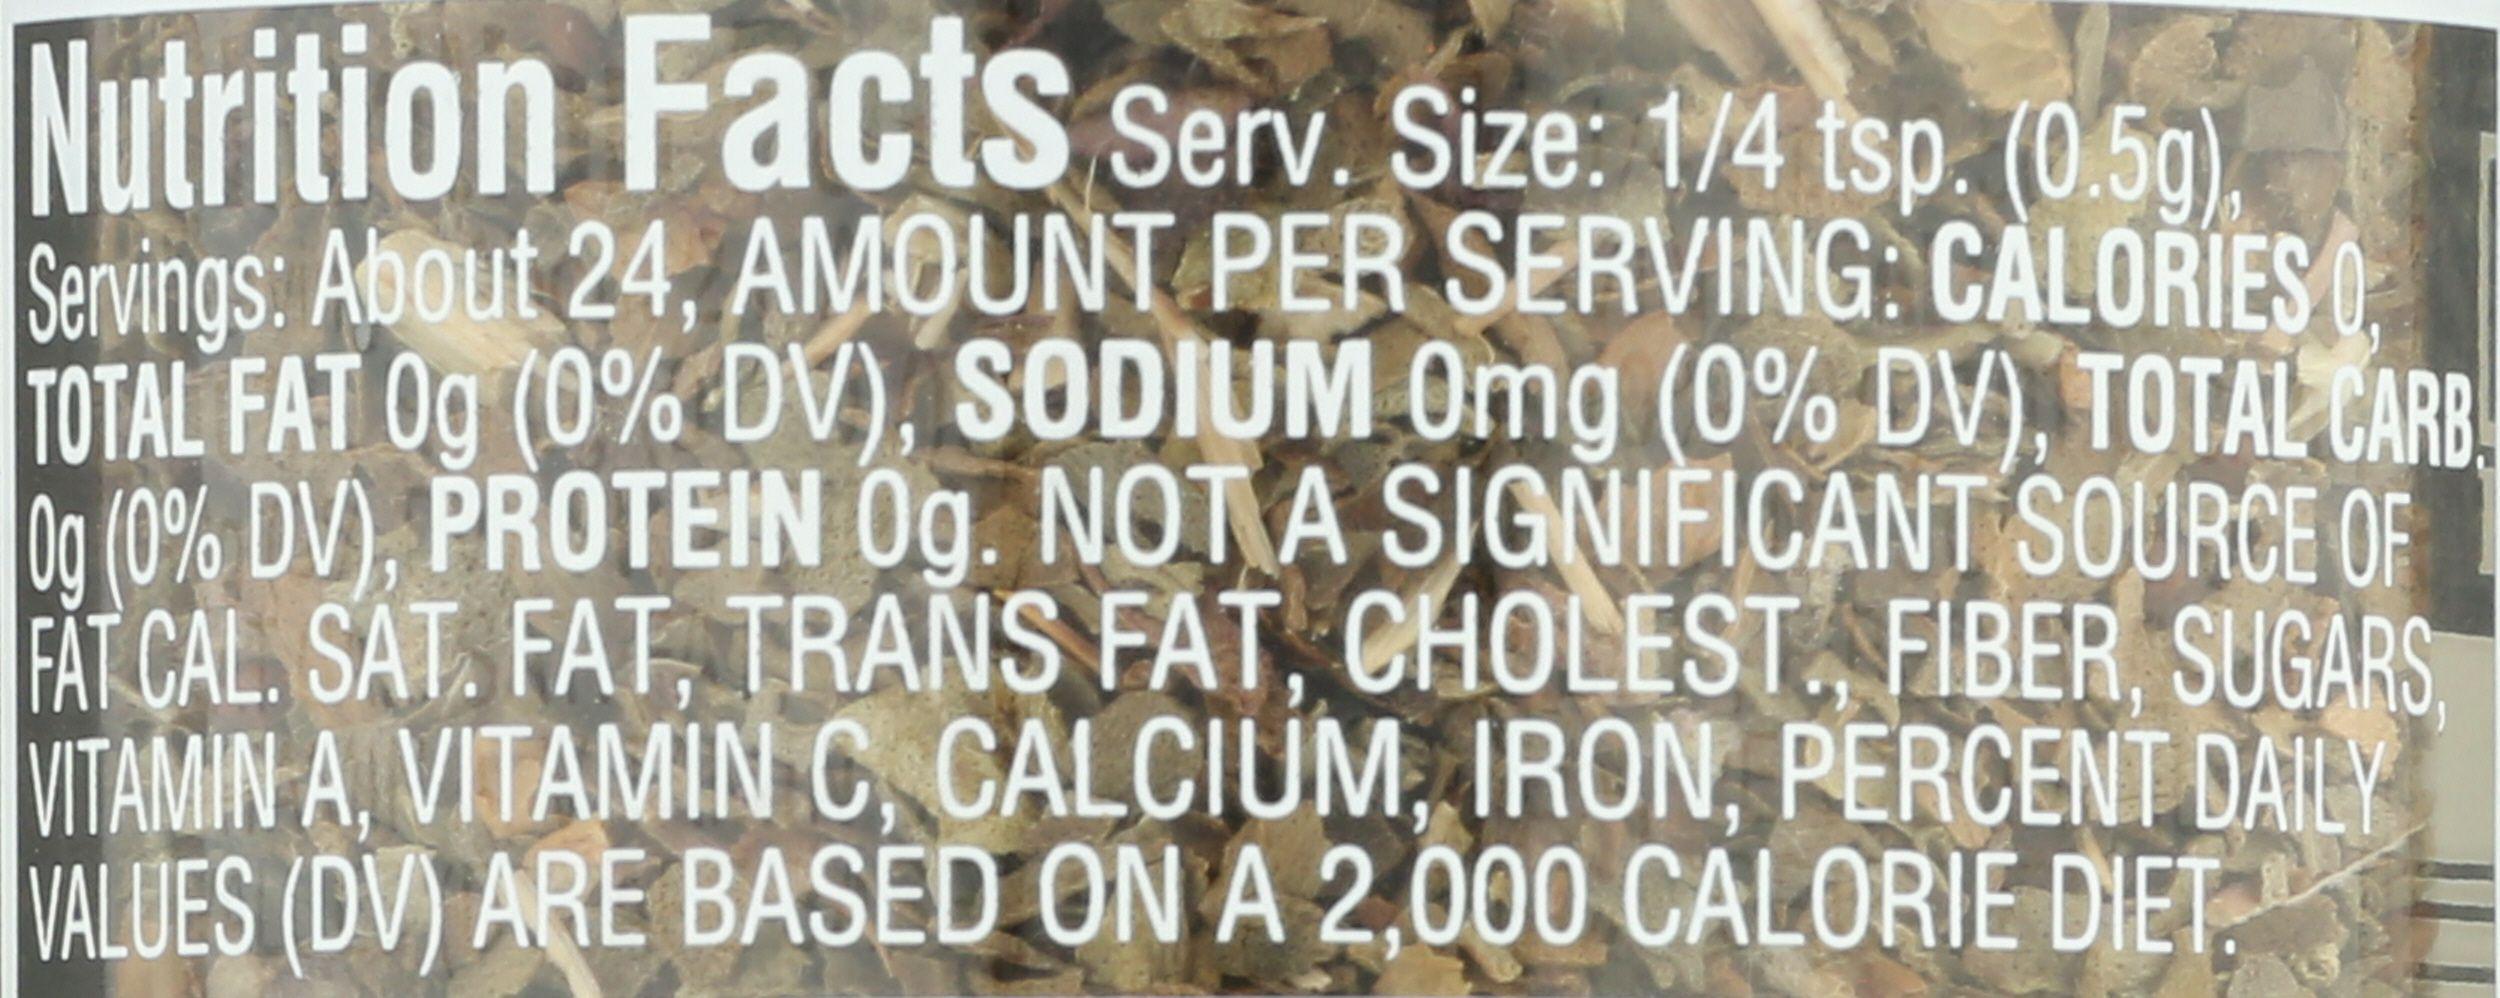 Nutrition Facts Serv. Size: 1/4 tsp. (0.5g),
Servings: About 24, AMOUNT PER SERVING: CALORIES 0,
TOTAL FAT 0g (0% DV), SODIUM 0mg (0% DV), TOTAL CARB.
0g (0% DV), PROTEIN 0g. NOT A SIGNIFICANT SOURCE OF
FAT CAL. SAT. FAT, TRANS FAT, CHOLEST., FIBER, SUGARS,
VITAMIN A, VITAMIN C, CALCIUM, IRON, PERCENT DAILY
VALUES (DV) ARE BASED ON A 2,000 CALORIE DIET.